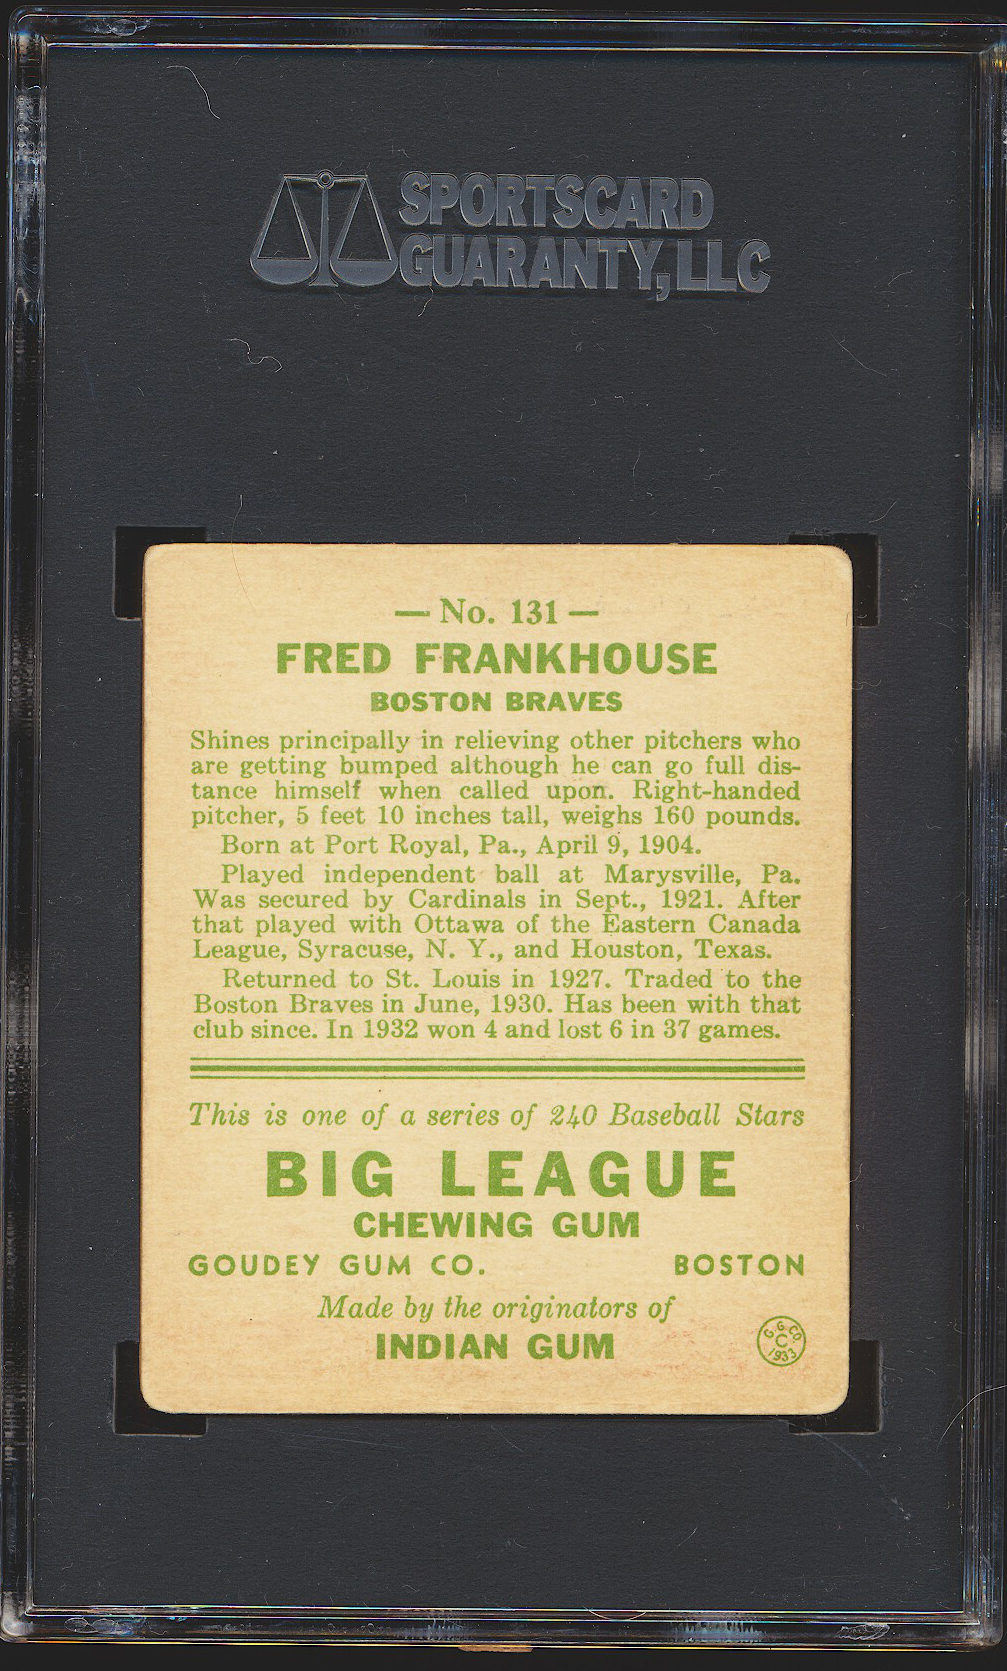 SPORTSCARD
GUARANTY, LLC
— No. 131 —
FRED FRANKHOUSE
BOSTON BRAVES
Shines principally in relieving other pitchers who
are getting bumped although he can go full dis-
tance himself when called upon. Right-handed
pitcher, 5 feet 10 inches tall, weighs 160 pounds.
Born at Port Royal, Pa., April 9, 1904.
Played independent ball at Marysville, Pa.
Was secured by Cardinals in Sept., 1921. After
that played with Ottawa of the Eastern Canada
League, Syracuse, N. Y., and Houston, Texas.
Returned to St. Louis in 1927. Traded to the
Boston Braves in June, 1930. Has been with that
club since. In 1932 won 4 and lost 6 in 37 games.
This is one of a series of 240 Baseball Stars
BIG LEAGUE
CHEWING GUM
GOUDEY GUM CO. BOSTON
Made by the originators of
INDIAN GUM
G. G. CO.
C
1933